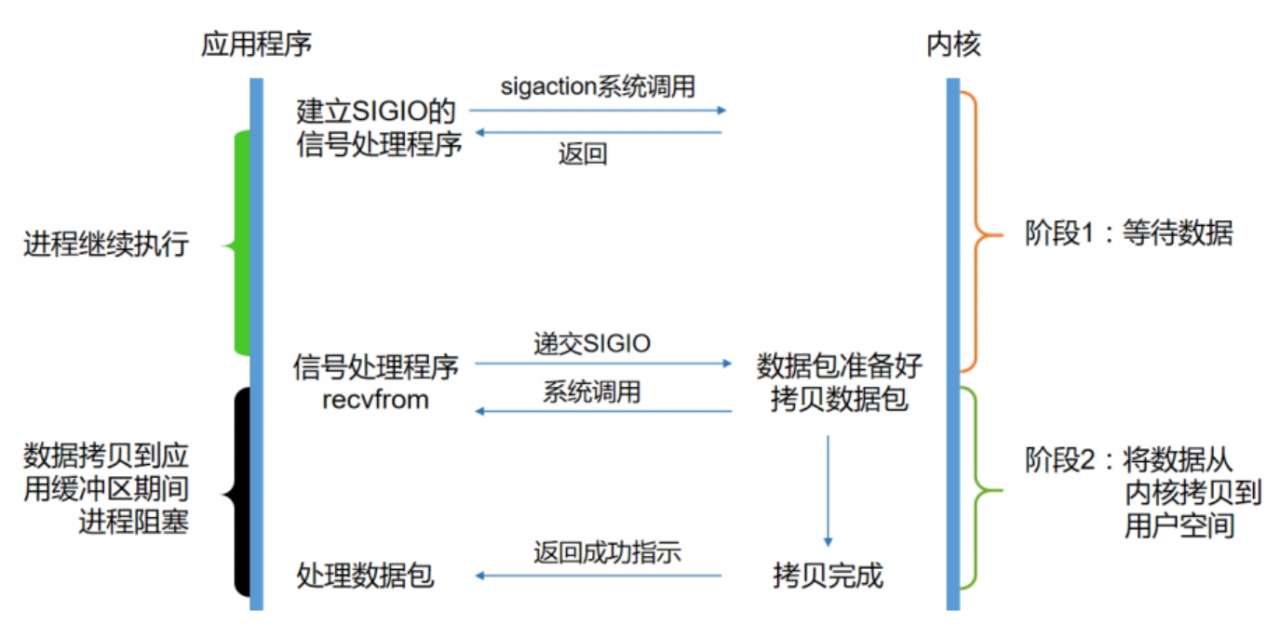 应用程序
内核
sigaction系统调用
建立SIGIO的
信号处理程序
返回
进程继续执行
阶段1：等待数据
递交SIGIO
信号处理程序
recvfrom
系统调用
数据包准备好
拷贝数据包
数据拷贝到应
用缓冲区期间
进程阻塞
阶段2：将数据从
内核拷贝到
用户空间
返回成功指示
处理数据包
拷贝完成